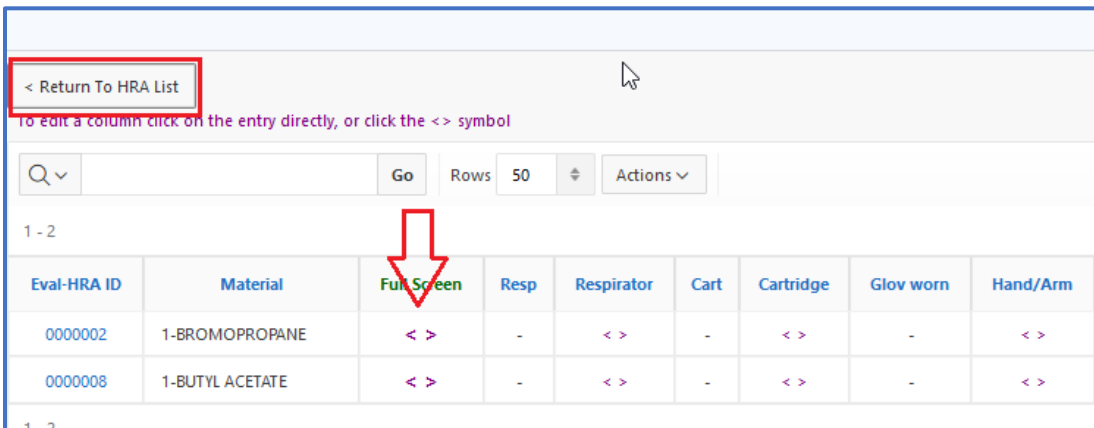 < Return To HRA List
To edit a column click on the entry directly, or click the <> symbol
Go Rows 50 Actions
1 - 2
Eval-HRA ID Material Full Screen Resp Respirator Cart Cartridge Glov worn Hand/Arm
0000002 1-BROMOPROPANE < > - < > - < > - < >
0000008 1-BUTYL ACETATE < > - < > - < > - < >
1 - 2